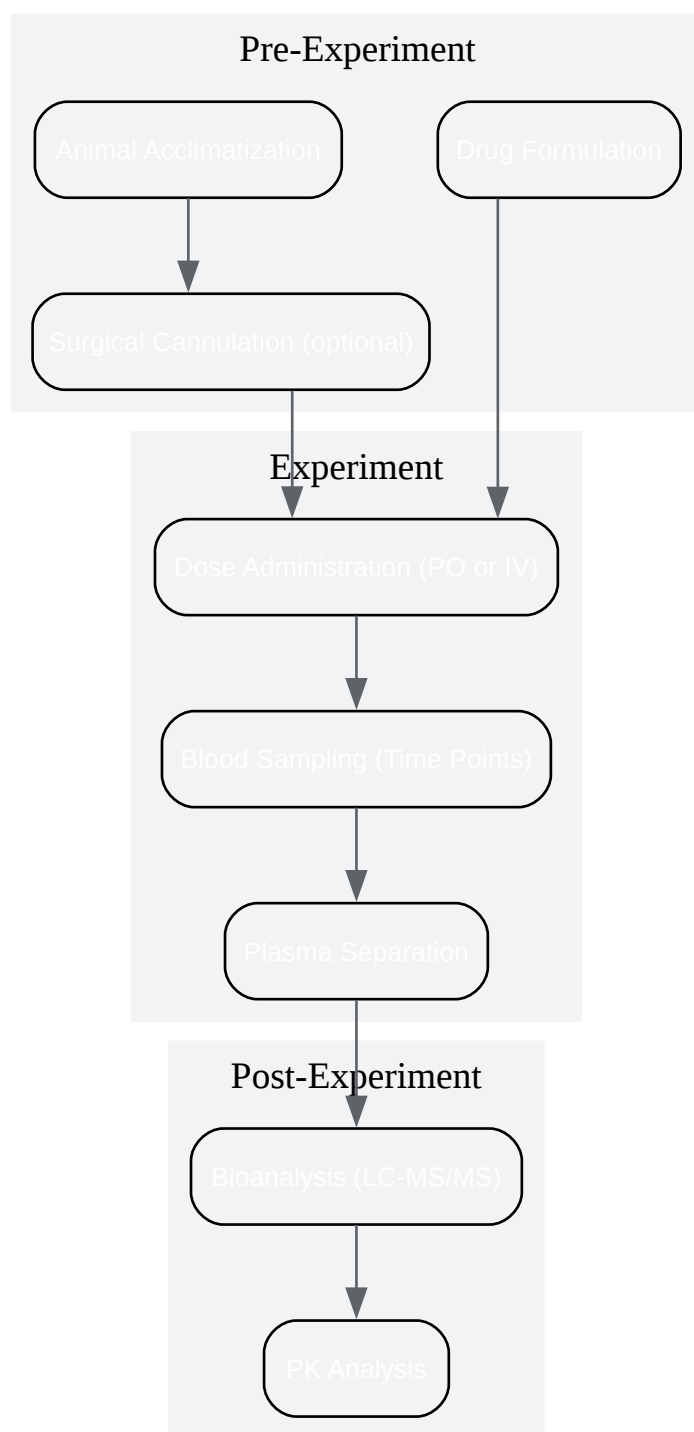 Pre-Experiment
Animal Acclimatization
Drug Formulation
Surgical Cannulation (optional)
Experiment
Dose Administration (PO or IV)
Blood Sampling (Time Points)
Plasma Separation
Post-Experiment
Bioanalysis (LC-MS/MS)
PK Analysis